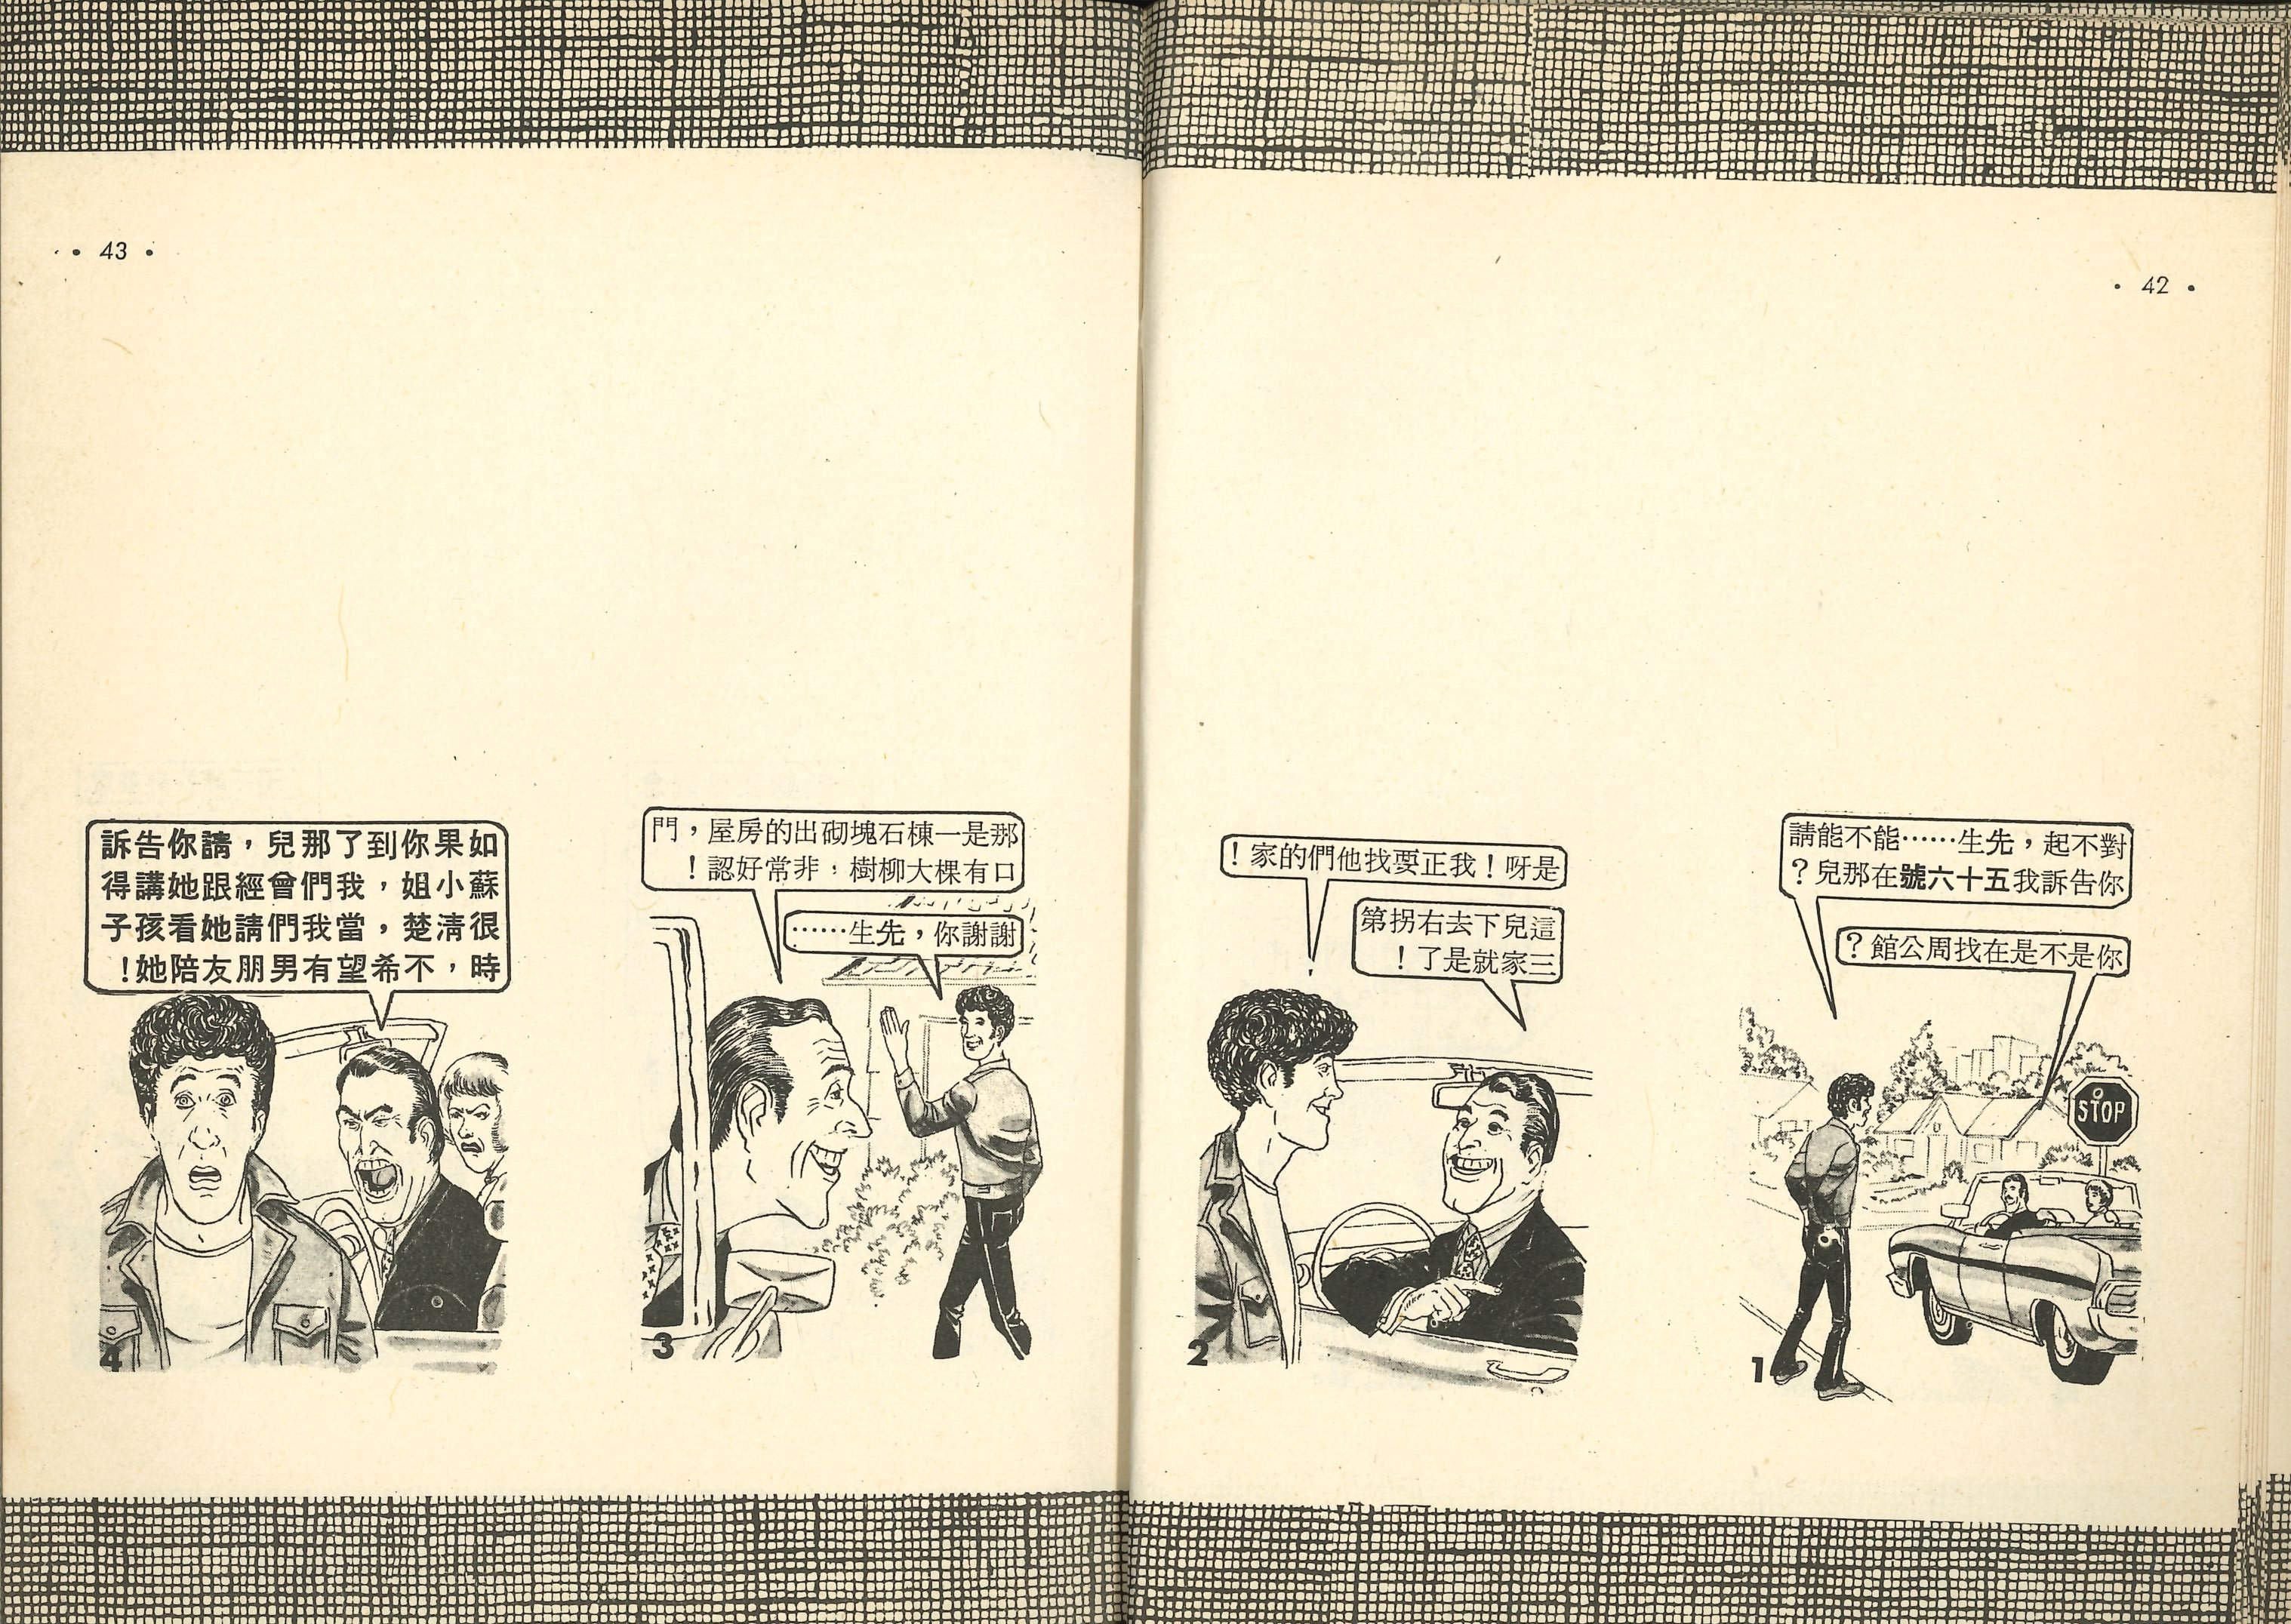 • 42 •
對不起，先生……能不能請
你告訴我五十六號在那兒？
你是不是在找周公館？
STOP
1
是呀！我正要找他們的家！
這兒下去右拐第
三家就是了！
2
• 43 •
那是一棟石塊砌出的房屋，門
口有棵大柳樹，非常好認！
謝謝你，先生……
3
如果你到了那兒，請你告訴
蘇小姐，我們曾經跟她講得
很清楚，當我們請她看孩子
時，不希望有男朋友陪她！
4